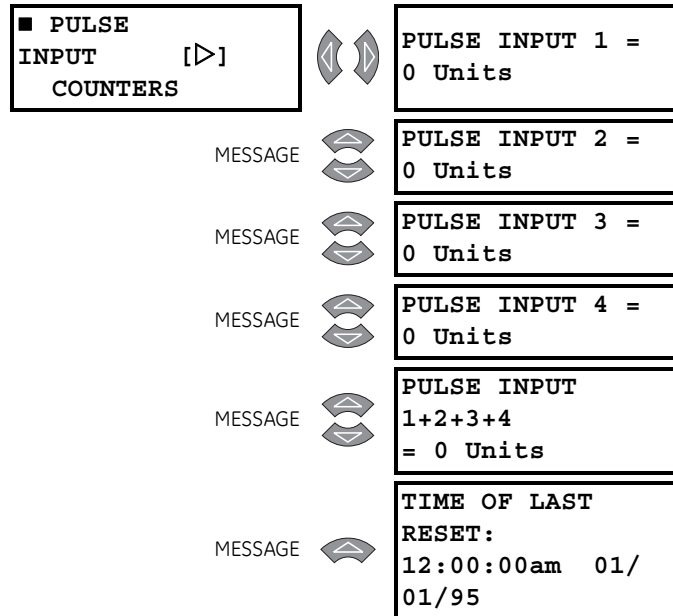 ■ PULSE
INPUT [▷]
COUNTERS
PULSE INPUT 1 =
0 Units
MESSAGE
PULSE INPUT 2 =
0 Units
MESSAGE
PULSE INPUT 3 =
0 Units
MESSAGE
PULSE INPUT 4 =
0 Units
MESSAGE
PULSE INPUT
1+2+3+4
= 0 Units
MESSAGE
TIME OF LAST
RESET:
12:00:00am 01/
01/95